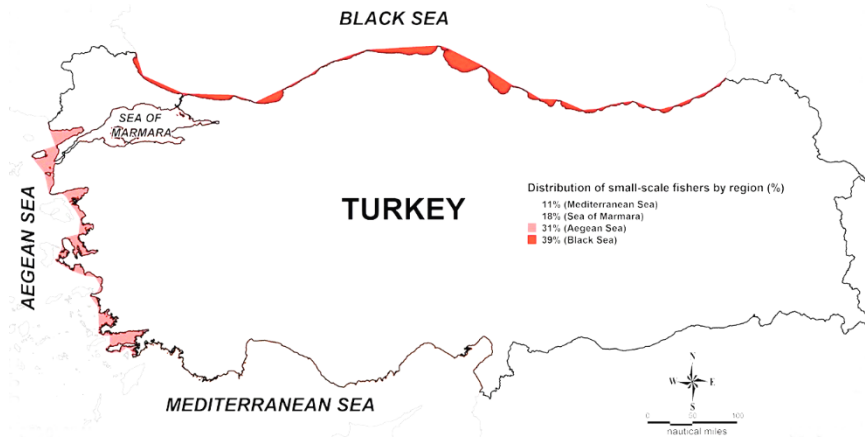 BLACK SEA
SEA OF
MARMARA
AEGEAN SEA
TURKEY
Distribution of small-scale fishers by region (%)
11% (Mediterranean Sea)
18% (Sea of Marmara)
31% (Aegean Sea)
39% (Black Sea)
MEDITERRANEAN SEA
N
W E
S
0 50 100
nautical miles